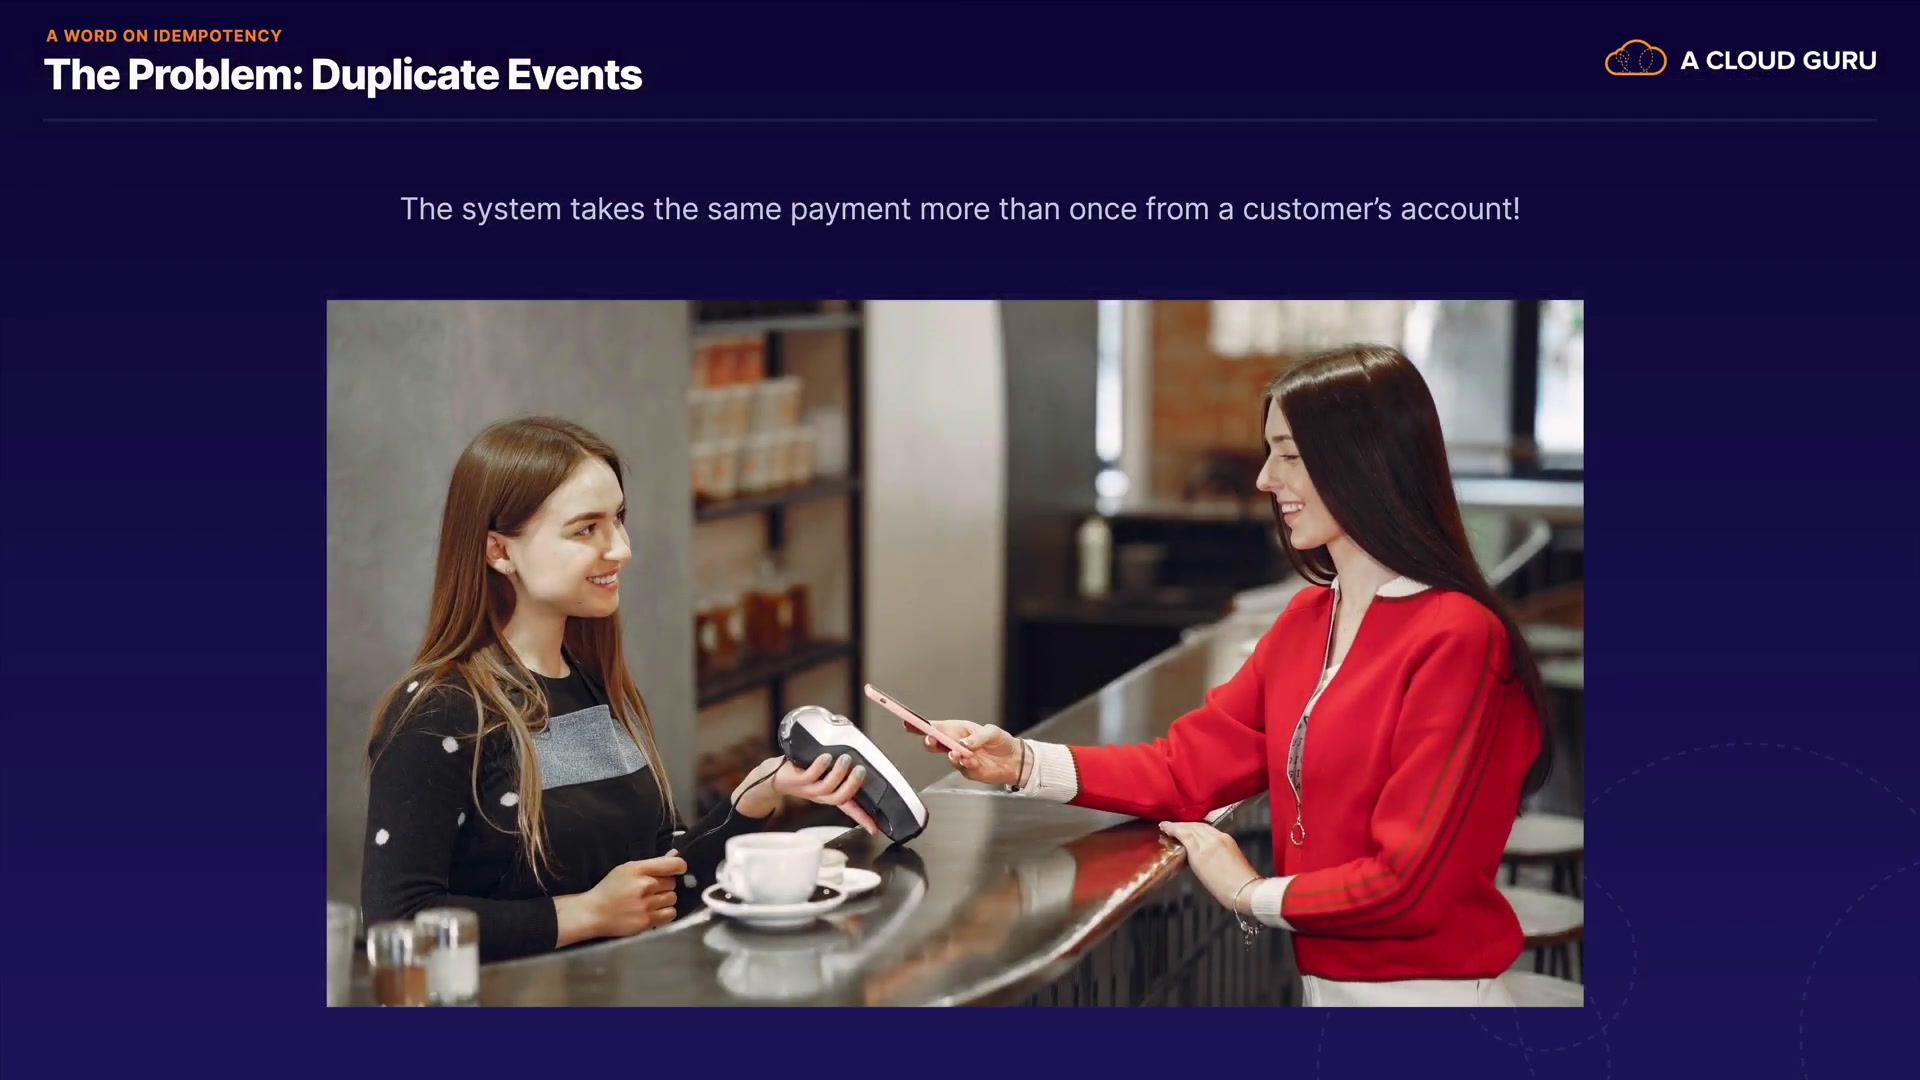 A WORD ON IDEMPOTENCY
The Problem: Duplicate Events
A CLOUD GURU
The system takes the same payment more than once from a customer’s account!